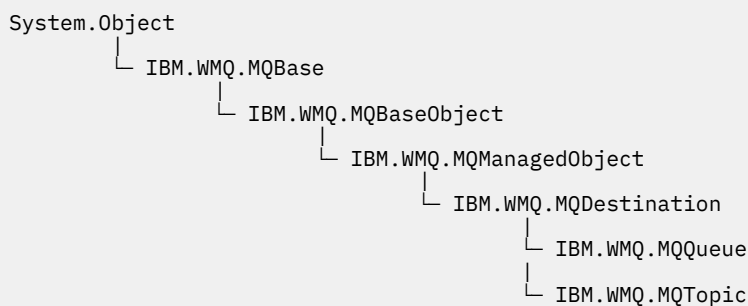 System.Object
IBM.WMQ.MQBase
IBM.WMQ.MQBaseObject
IBM.WMQ.MQManagedObject
IBM.WMQ.MQDestination
IBM.WMQ.MQQueue
IBM.WMQ.MQTopic